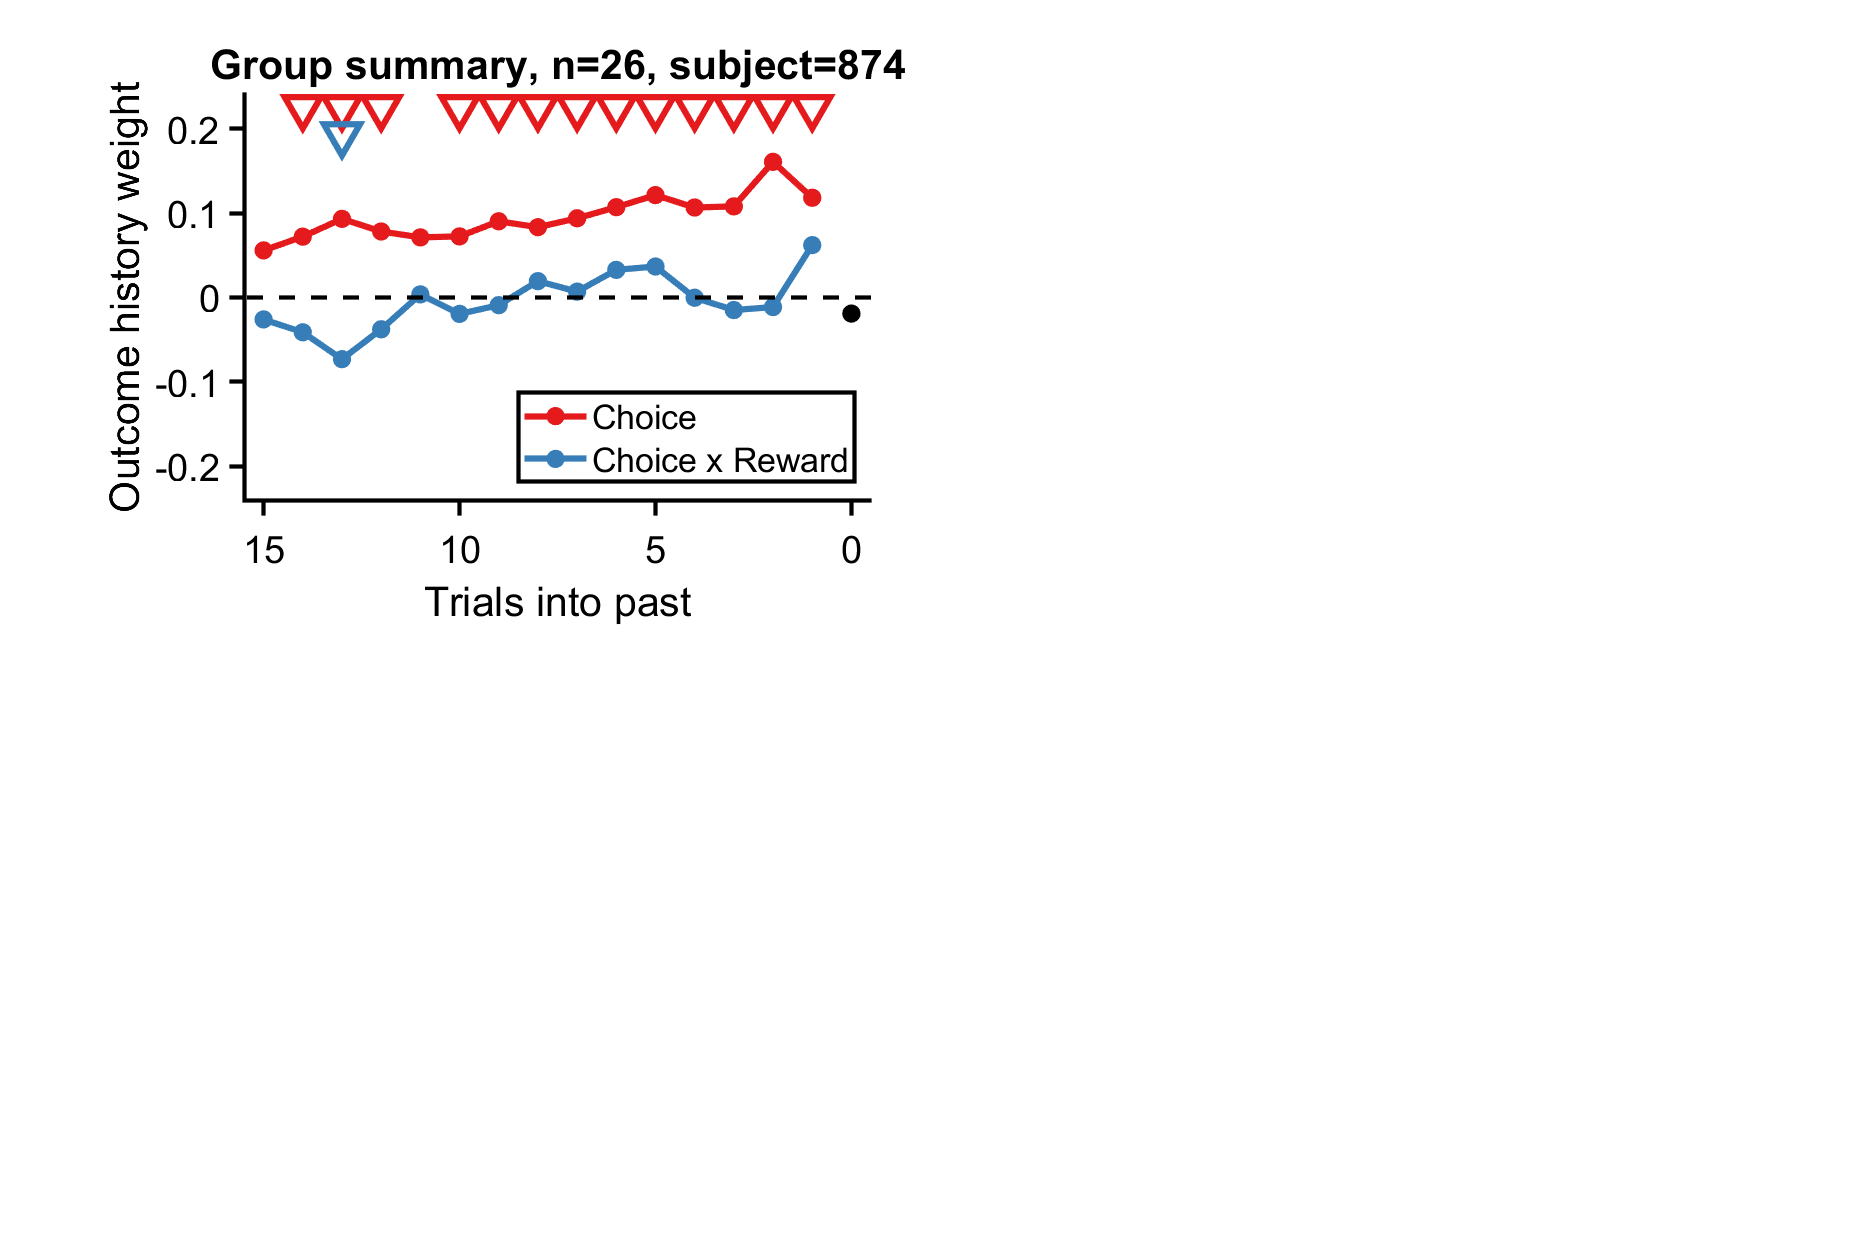 Group summary, n=26, subject=874
Outcome history weight
0.2
0.1
0
-0.1
-0.2
Choice
Choice x Reward
15 10 5 0
Trials into past